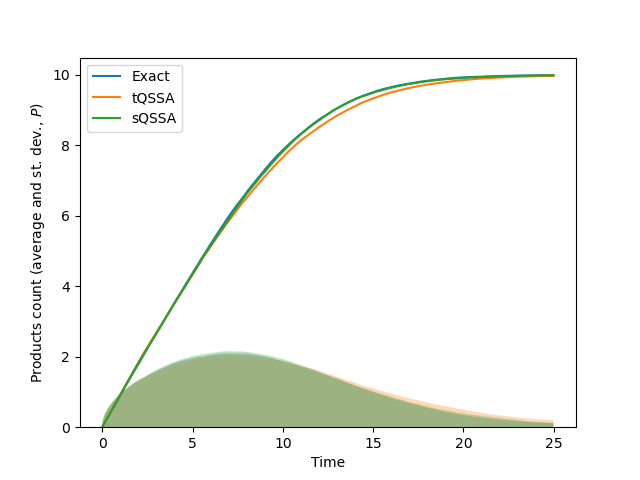 Exact
tQSSA
sQSSA
10
8
6
4
2
0
Products count (average and st. dev., P)
0 5 10 15 20 25
Time